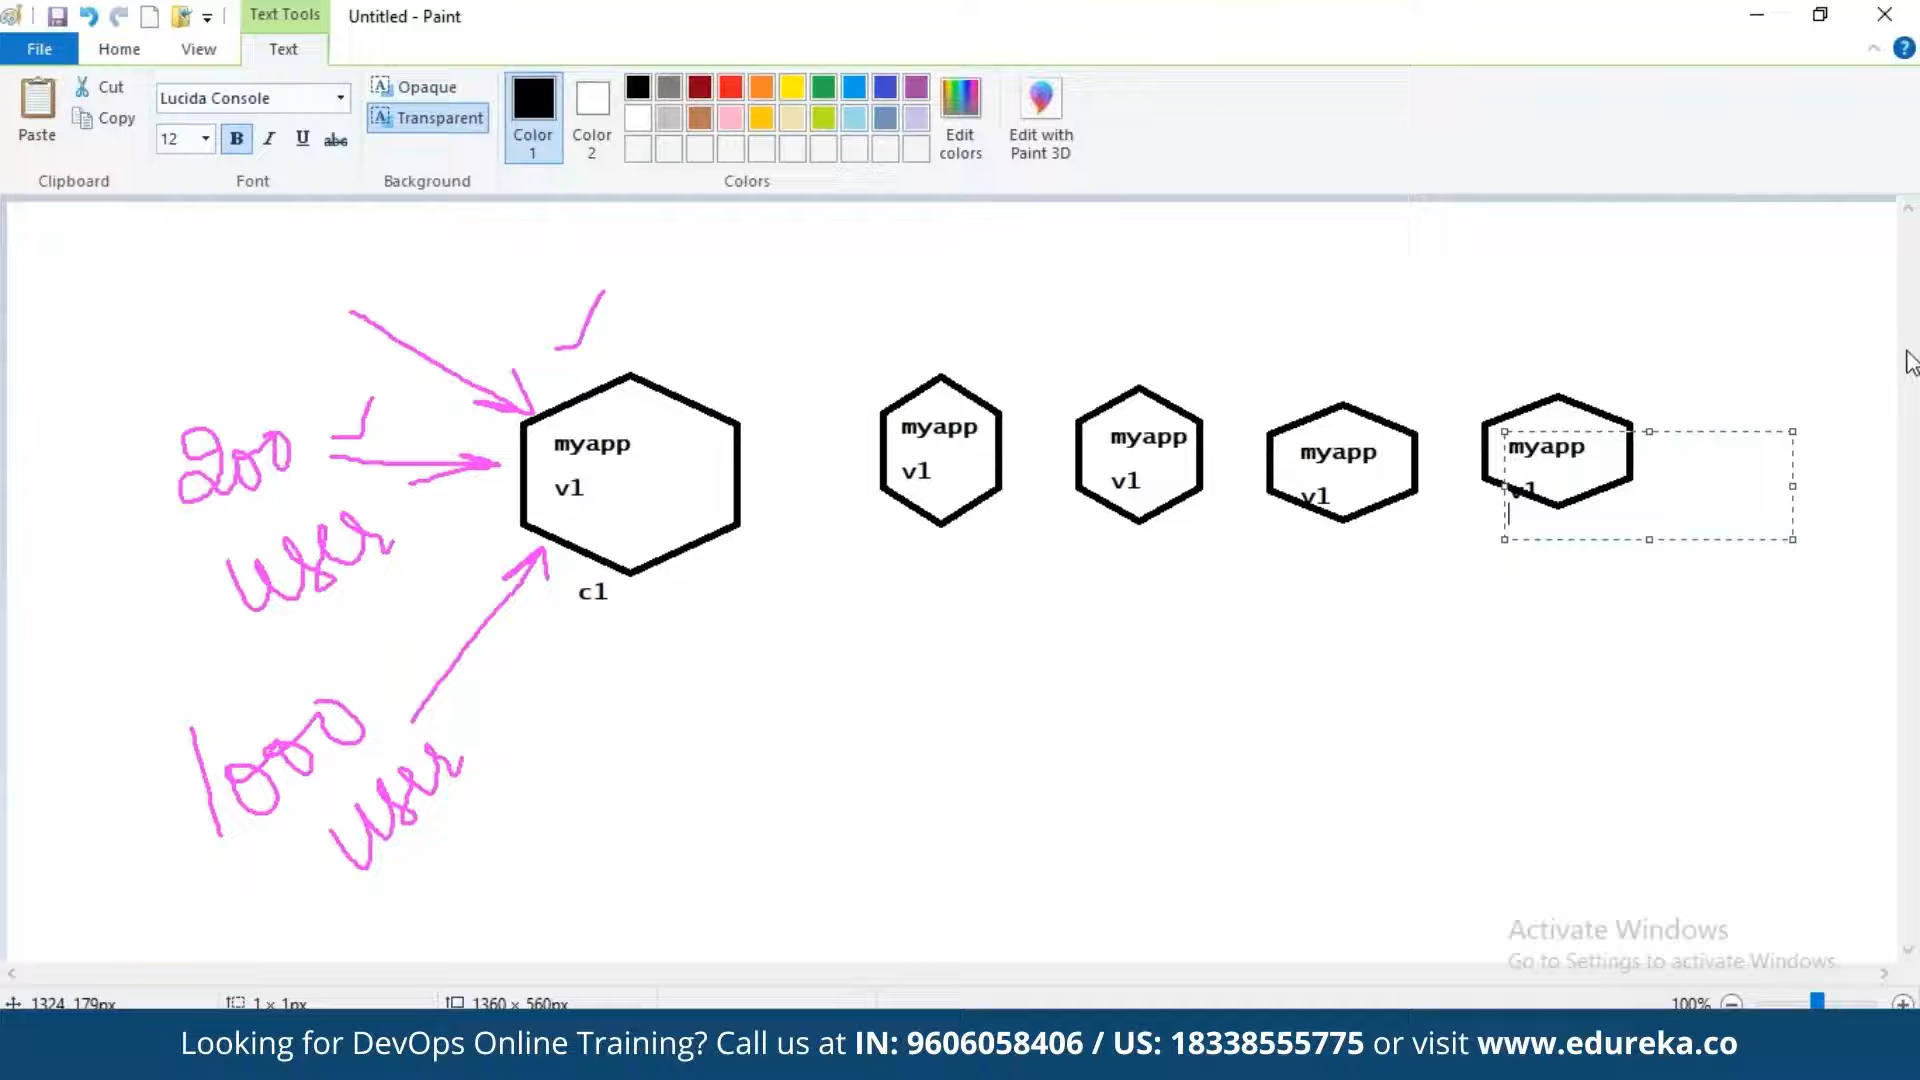 Text Tools
Untitled - Paint
File
Home
View
Text
Cut
Copy
Paste
Clipboard
Lucida Console
12
B I U abc
Font
Opaque
Transparent
Background
Color 1
Color 2
Edit colors
Edit with Paint 3D
Colors
200
user
1000
user
myapp
v1
c1
myapp
v1
myapp
v1
myapp
v1
myapp
v1
Activate Windows
Go to Settings to activate Windows.
1324, 179px
1 × 1px
1360 × 560px
100%
Looking for DevOps Online Training? Call us at IN: 9606058406 / US: 18338555775 or visit www.edureka.co